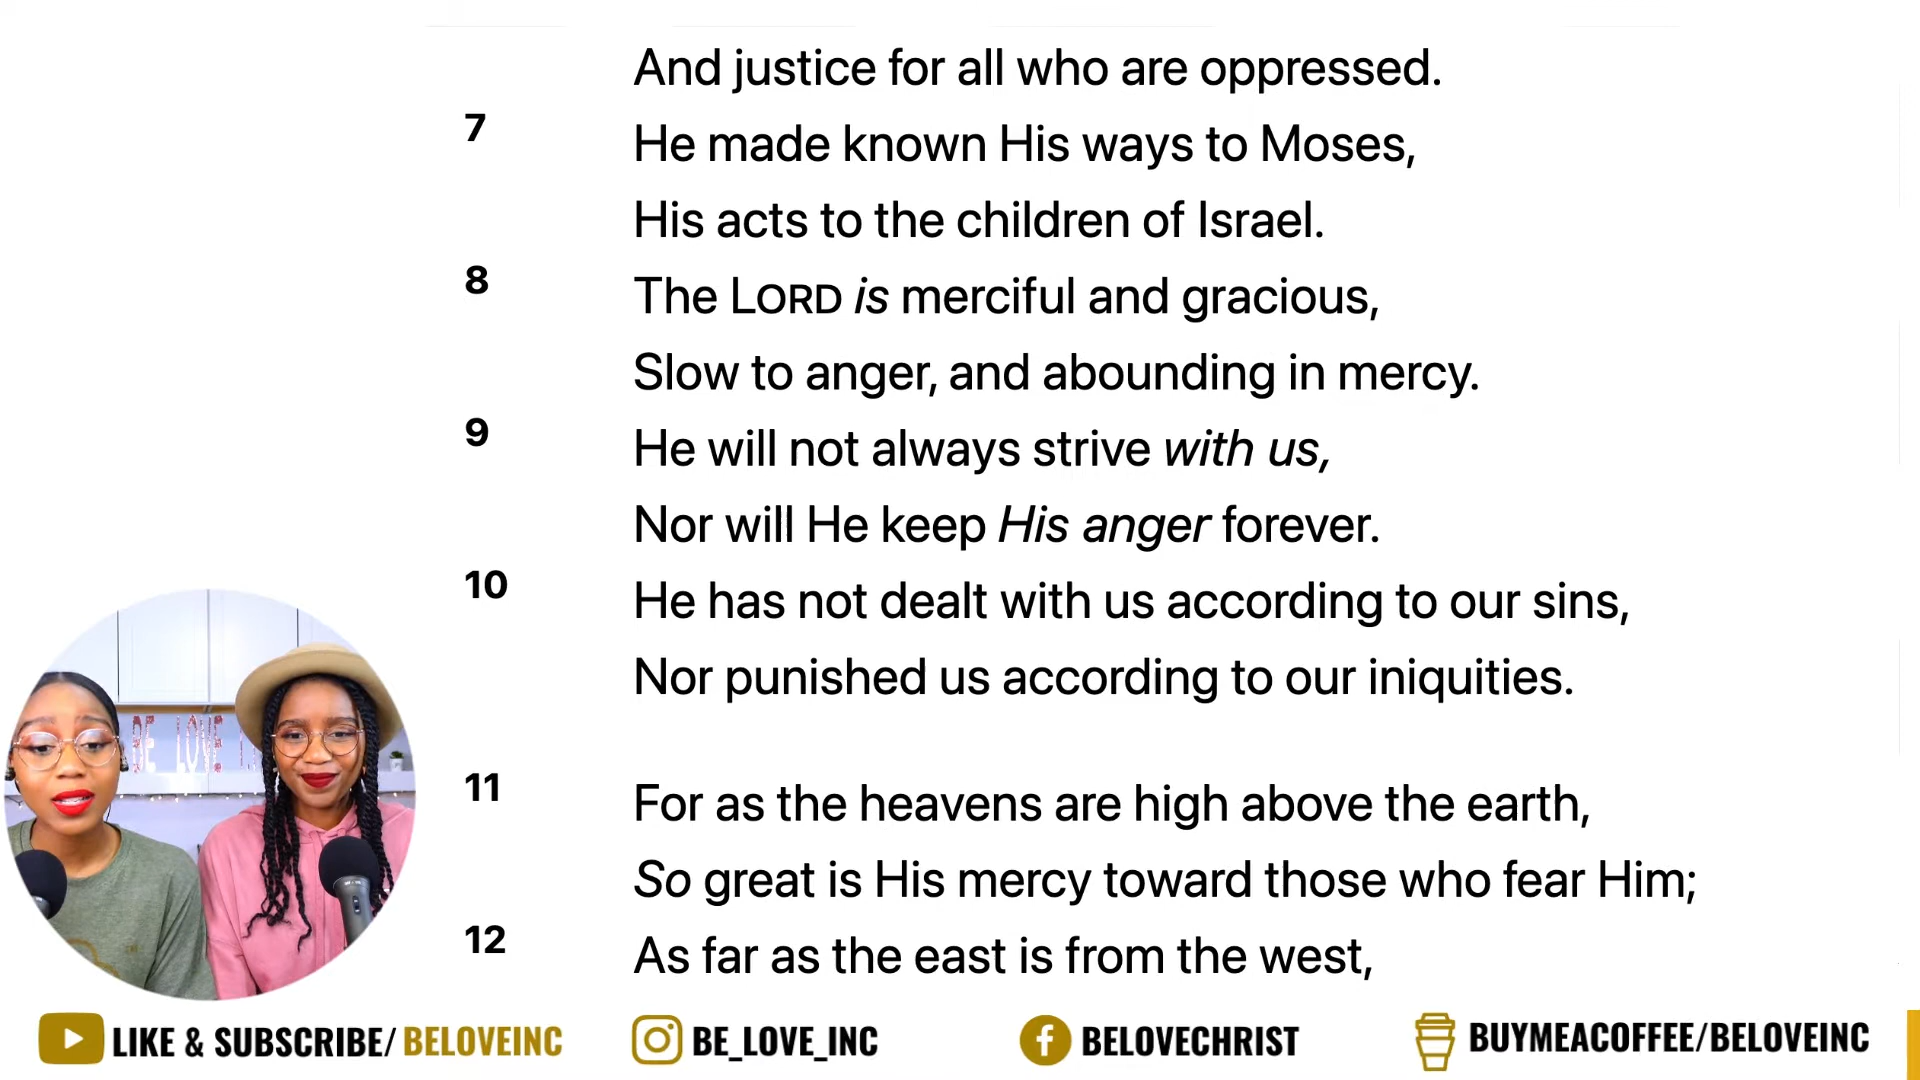 And justice for all who are oppressed.
7 He made known His ways to Moses,
His acts to the children of Israel.
8 The LORD is merciful and gracious,
Slow to anger, and abounding in mercy.
9 He will not always strive with us,
Nor will He keep His anger forever.
10 He has not dealt with us according to our sins,
Nor punished us according to our iniquities.
11 For as the heavens are high above the earth,
So great is His mercy toward those who fear Him;
12 As far as the east is from the west,
BE LOVE
LIKE & SUBSCRIBE/ BELOVEINC
BE_LOVE_INC
BELOVECHRIST
BUYMEACOFFEE/BELOVEINC